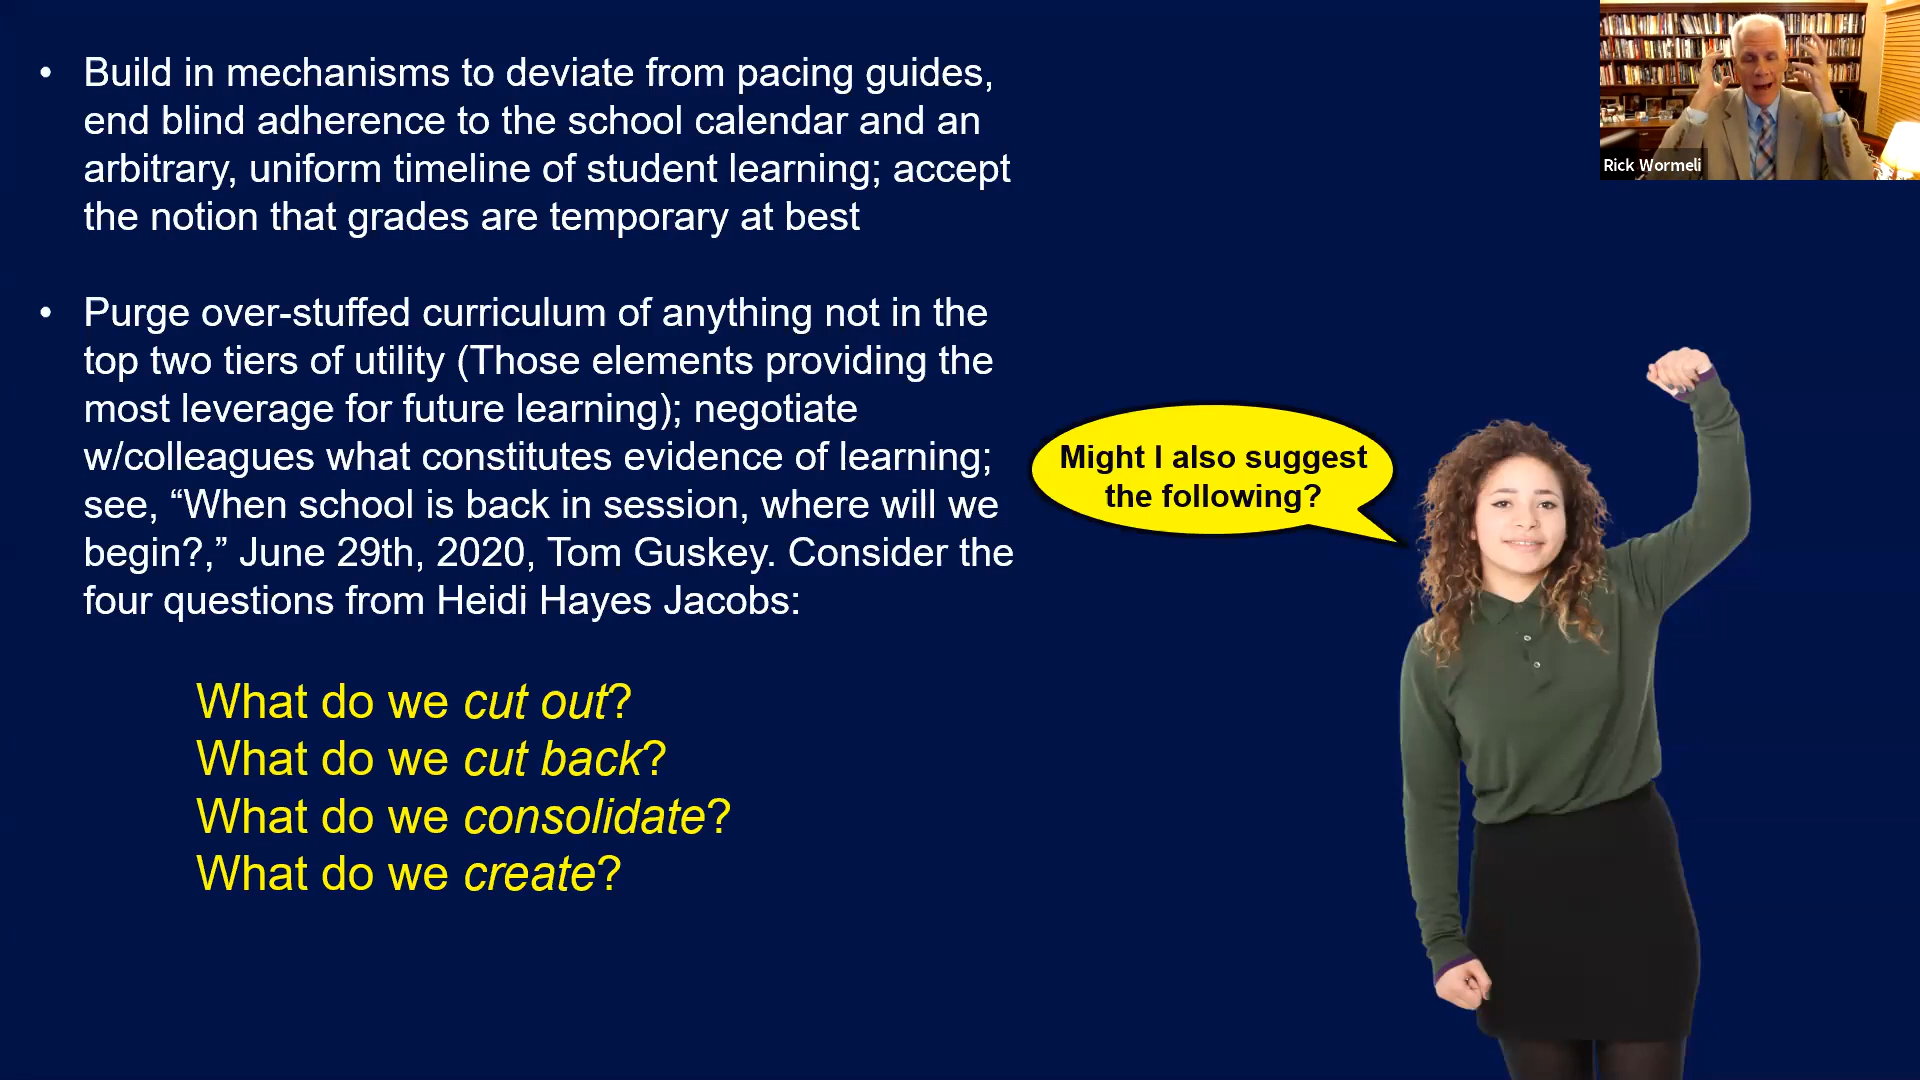 • Build in mechanisms to deviate from pacing guides,
end blind adherence to the school calendar and an
arbitrary, uniform timeline of student learning; accept
the notion that grades are temporary at best
• Purge over-stuffed curriculum of anything not in the
top two tiers of utility (Those elements providing the
most leverage for future learning); negotiate
w/colleagues what constitutes evidence of learning;
see, “When school is back in session, where will we
begin?,” June 29th, 2020, Tom Guskey. Consider the
four questions from Heidi Hayes Jacobs:
What do we cut out?
What do we cut back?
What do we consolidate?
What do we create?
Might I also suggest
the following?
Rick Wormeli